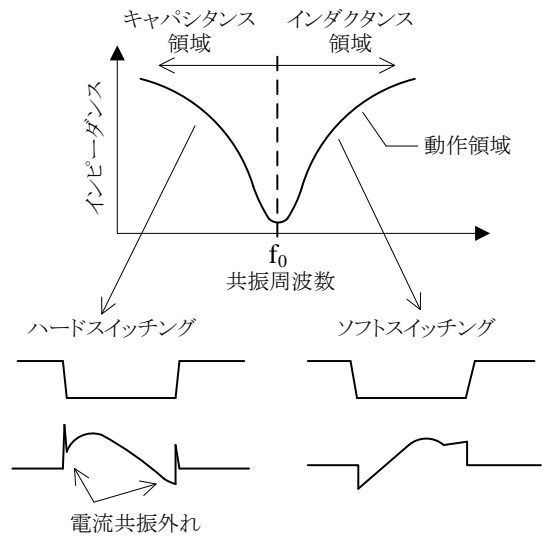 キャパシタンス
領域
インダクタンス
領域
インピーダンス
動作領域
f₀
共振周波数
ハードスイッチング
ソフトスイッチング
電流共振外れ